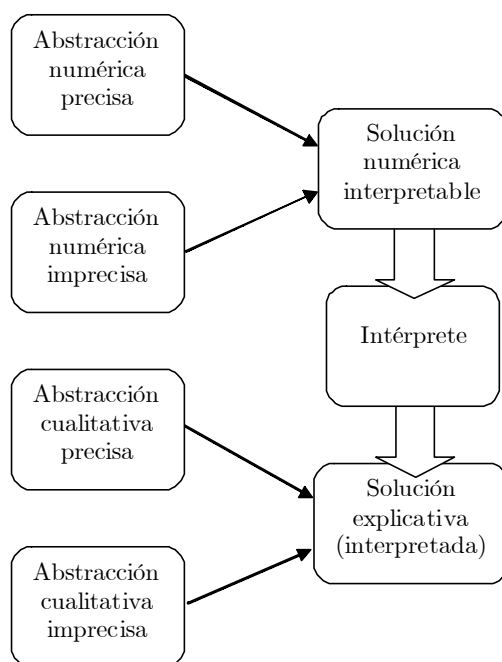 Abstracción
numérica
precisa
Solución
numérica
interpretable
Abstracción
numérica
imprecisa
Intérprete
Abstracción
cualitativa
precisa
Solución
explicativa
(interpretada)
Abstracción
cualitativa
imprecisa